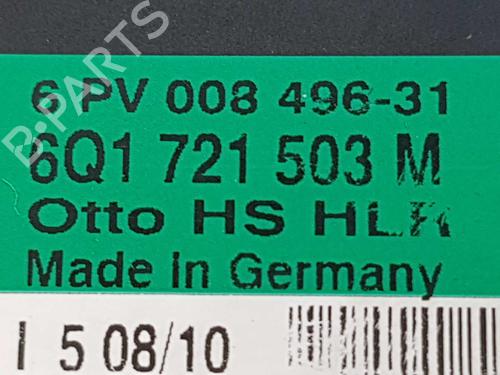 B-PARTS
6 PV 008 496-31
6Q1 721 503 M
Otto HS HLR
Made in Germany
I 5 08/10